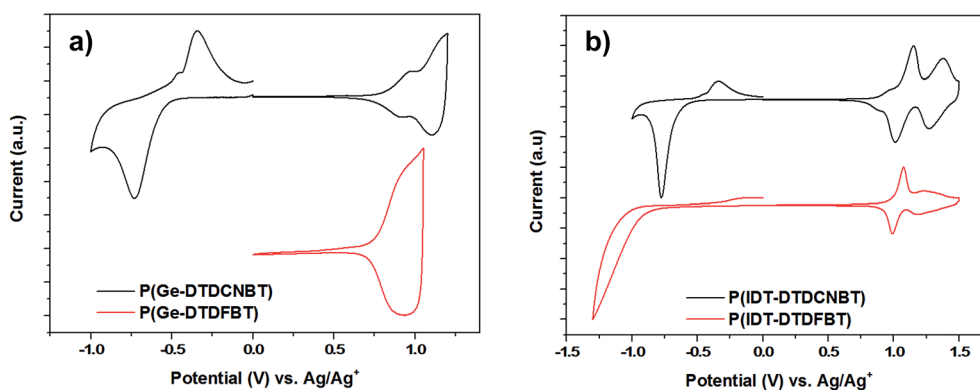 a)
Current (a.u.)
P(Ge-DTDCNBT)
P(Ge-DTDFBT)
-1.0 -0.5 0.0 0.5 1.0
Potential (V) vs. Ag/Ag⁺
b)
Current (a.u)
P(IDT-DTDCNBT)
P(IDT-DTDFBT)
-1.5 -1.0 -0.5 0.0 0.5 1.0 1.5
Potential (V) vs. Ag/Ag⁺